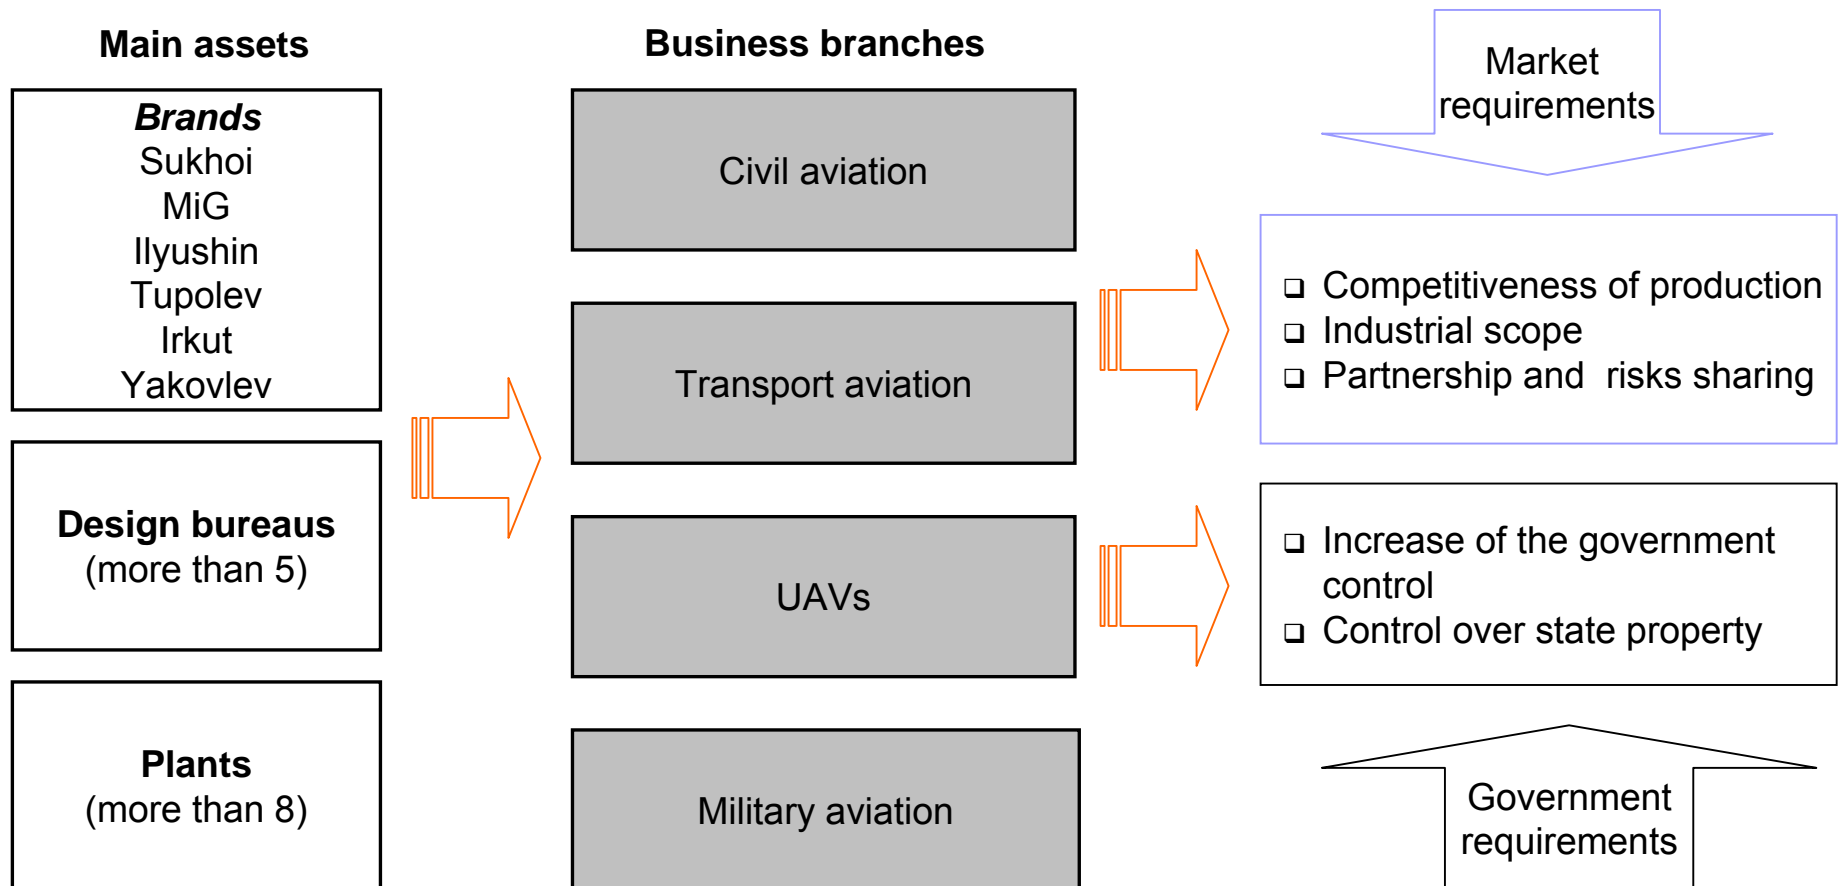 Main assets
Brands
Sukhoi
MiG
Ilyushin
Tupolev
Irkut
Yakovlev
Design bureaus
(more than 5)
Plants
(more than 8)
Business branches
Civil aviation
Transport aviation
UAVs
Military aviation
Market
requirements
❑ Competitiveness of production
❑ Industrial scope
❑ Partnership and  risks sharing
❑ Increase of the government
control
❑ Control over state property
Government
requirements